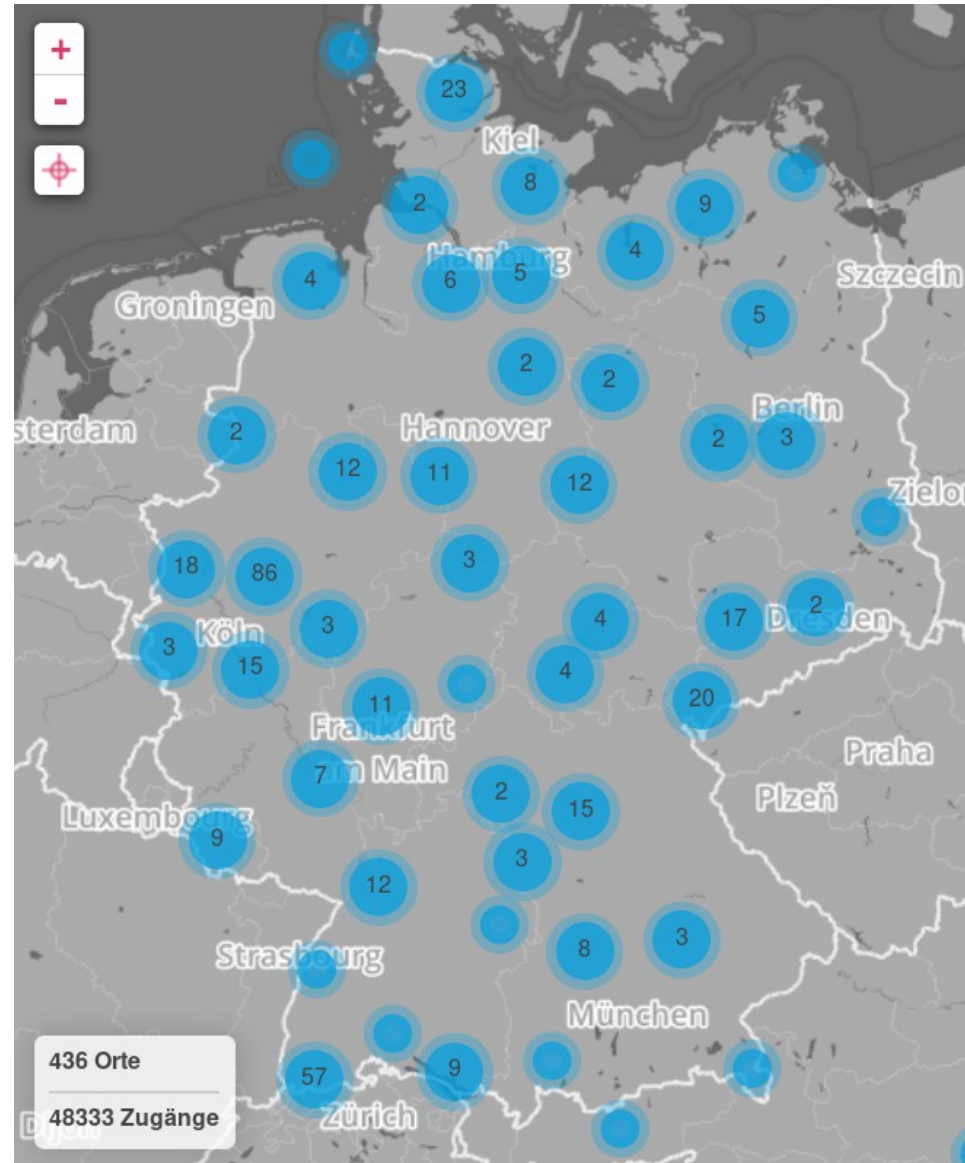 +
-
23
Kiel
8
2
9
Hamburg
4
5
6
4
Szczecin
Groningen
5
2
2
Berlin
sterdam
Hannover
2
2
3
12
11
12
Zielon
18
86
3
4
2
17
Dresden
Köln
3
3
15
4
20
11
Frankfurt
am Main
7
Praha
2
15
Plzeň
Luxembourg
9
3
12
Strasbourg
8
3
München
436 Orte
57
9
48333 Zugänge
Zürich
Dijon